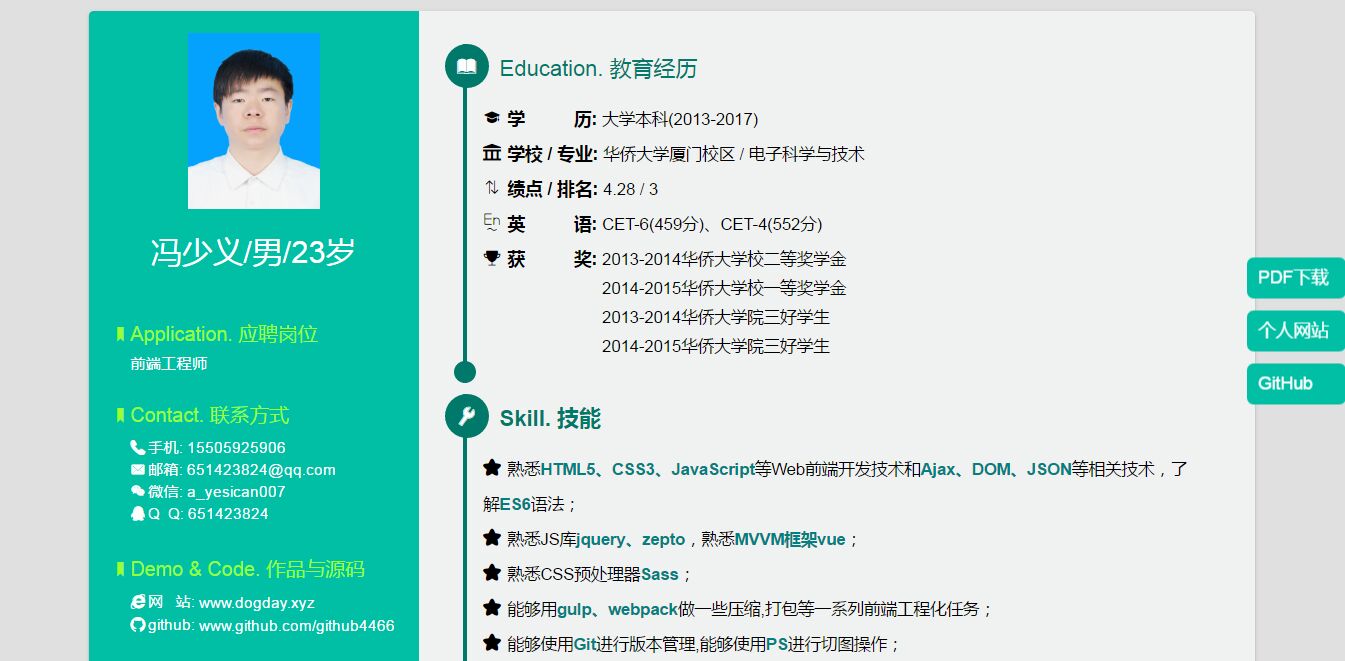 冯少义/男/23岁
Application. 应聘岗位
前端工程师
Contact. 联系方式
手机: 15505925906
邮箱: 651423824@qq.com
微信: a_yesican007
Q Q: 651423824
Demo & Code. 作品与源码
网 站: www.dogday.xyz
github: www.github.com/github4466
Education. 教育经历
学 历: 大学本科(2013-2017)
学校 / 专业: 华侨大学厦门校区 / 电子科学与技术
绩点 / 排名: 4.28 / 3
En 英 语: CET-6(459分)、CET-4(552分)
获 奖: 2013-2014华侨大学校二等奖学金
2014-2015华侨大学校一等奖学金
2013-2014华侨大学院三好学生
2014-2015华侨大学院三好学生
Skill. 技能
熟悉HTML5、CSS3、JavaScript等Web前端开发技术和Ajax、DOM、JSON等相关技术，了
解ES6语法；
熟悉JS库jquery、zepto，熟悉MVVM框架vue；
熟悉CSS预处理器Sass；
能够用gulp、webpack做一些压缩,打包等一系列前端工程化任务；
能够使用Git进行版本管理,能够使用PS进行切图操作；
PDF下载
个人网站
GitHub